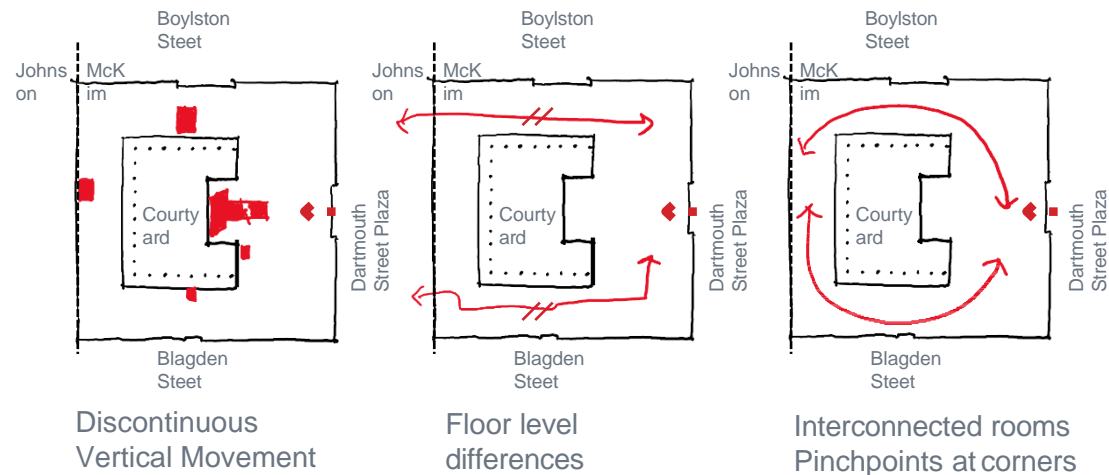 Boylston
Steet
Johns
on
McK
im
Courty
ard
Dartmouth
Street Plaza
Blagden
Steet
Discontinuous
Vertical Movement
Boylston
Steet
Johns
on
McK
im
Courty
ard
Dartmouth
Street Plaza
Blagden
Steet
Floor level
differences
Boylston
Steet
Johns
on
McK
im
Courty
ard
Dartmouth
Street Plaza
Blagden
Steet
Interconnected rooms
Pinchpoints at corners